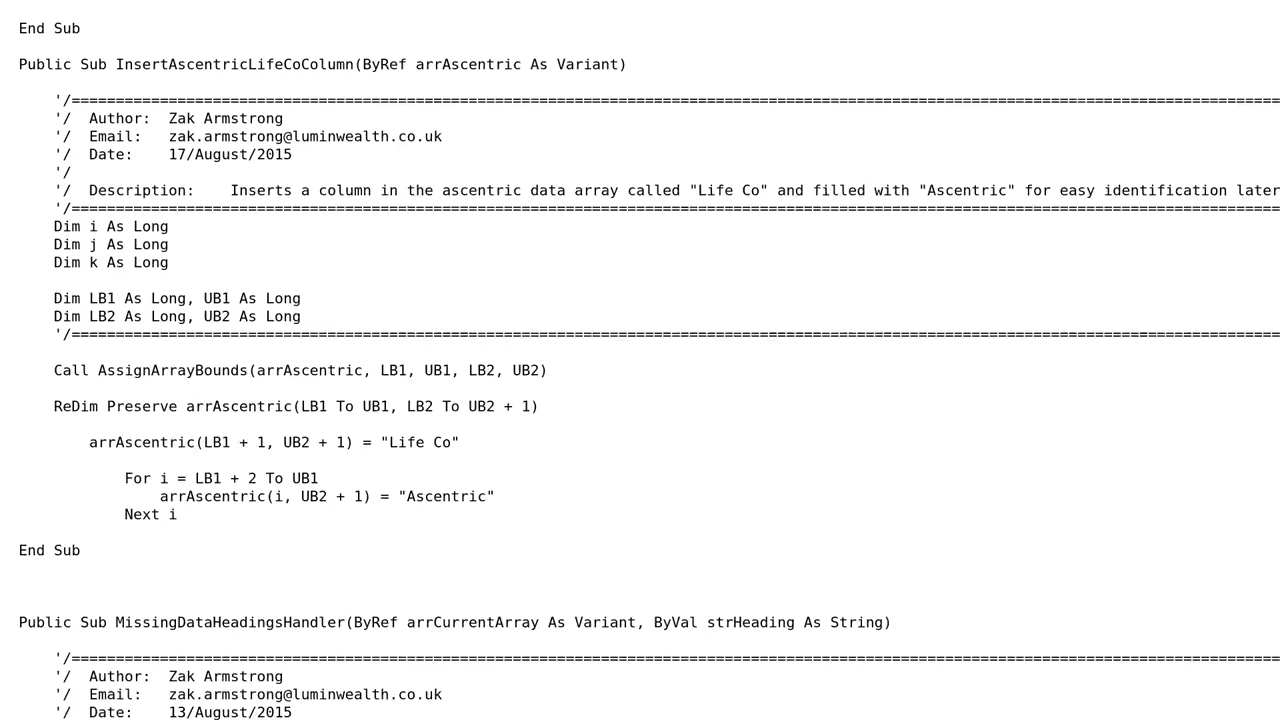 End Sub
Public Sub InsertAscentricLifeCoColumn(ByRef arrAscentric As Variant)
'/==========================================================================================================================================
'/  Author:  Zak Armstrong
'/  Email:   zak.armstrong@luminwealth.co.uk
'/  Date:    17/August/2015
'/
'/  Description:    Inserts a column in the ascentric data array called "Life Co" and filled with "Ascentric" for easy identification later
'/==========================================================================================================================================
Dim i As Long
Dim j As Long
Dim k As Long
Dim LB1 As Long, UB1 As Long
Dim LB2 As Long, UB2 As Long
'/==========================================================================================================================================
Call AssignArrayBounds(arrAscentric, LB1, UB1, LB2, UB2)
ReDim Preserve arrAscentric(LB1 To UB1, LB2 To UB2 + 1)
arrAscentric(LB1 + 1, UB2 + 1) = "Life Co"
For i = LB1 + 2 To UB1
arrAscentric(i, UB2 + 1) = "Ascentric"
Next i
End Sub
Public Sub MissingDataHeadingsHandler(ByRef arrCurrentArray As Variant, ByVal strHeading As String)
'/==========================================================================================================================================
'/  Author:  Zak Armstrong
'/  Email:   zak.armstrong@luminwealth.co.uk
'/  Date:    13/August/2015